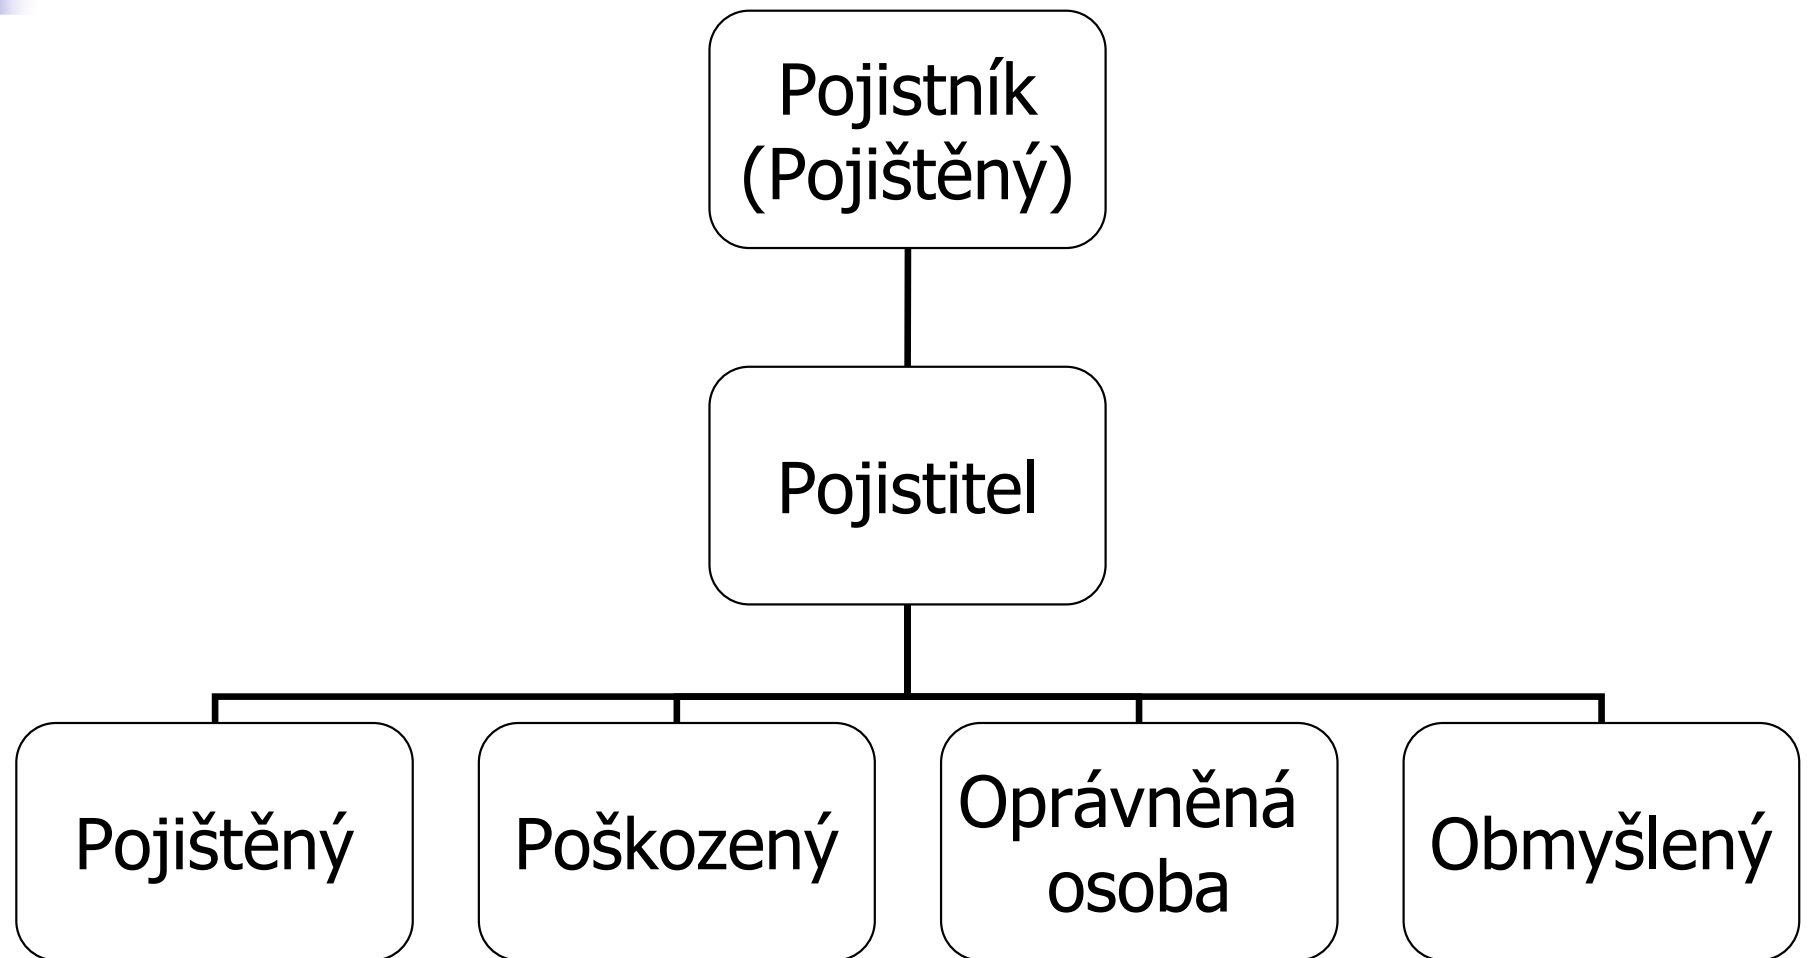 Pojistník
(Pojištěný)
Pojistitel
Pojištěný
Poškozený
Oprávněná
osoba
Obmyšlený